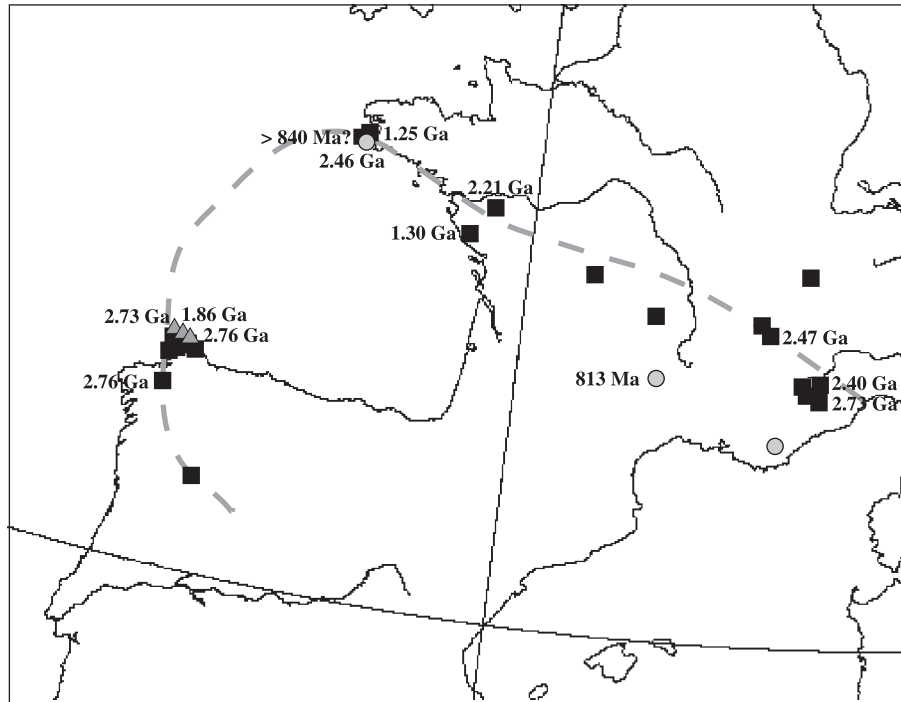 > 840 Ma?
1.25 Ga
2.46 Ga
2.21 Ga
1.30 Ga
2.73 Ga
1.86 Ga
2.76 Ga
2.76 Ga
2.47 Ga
813 Ma
2.40 Ga
2.73 Ga